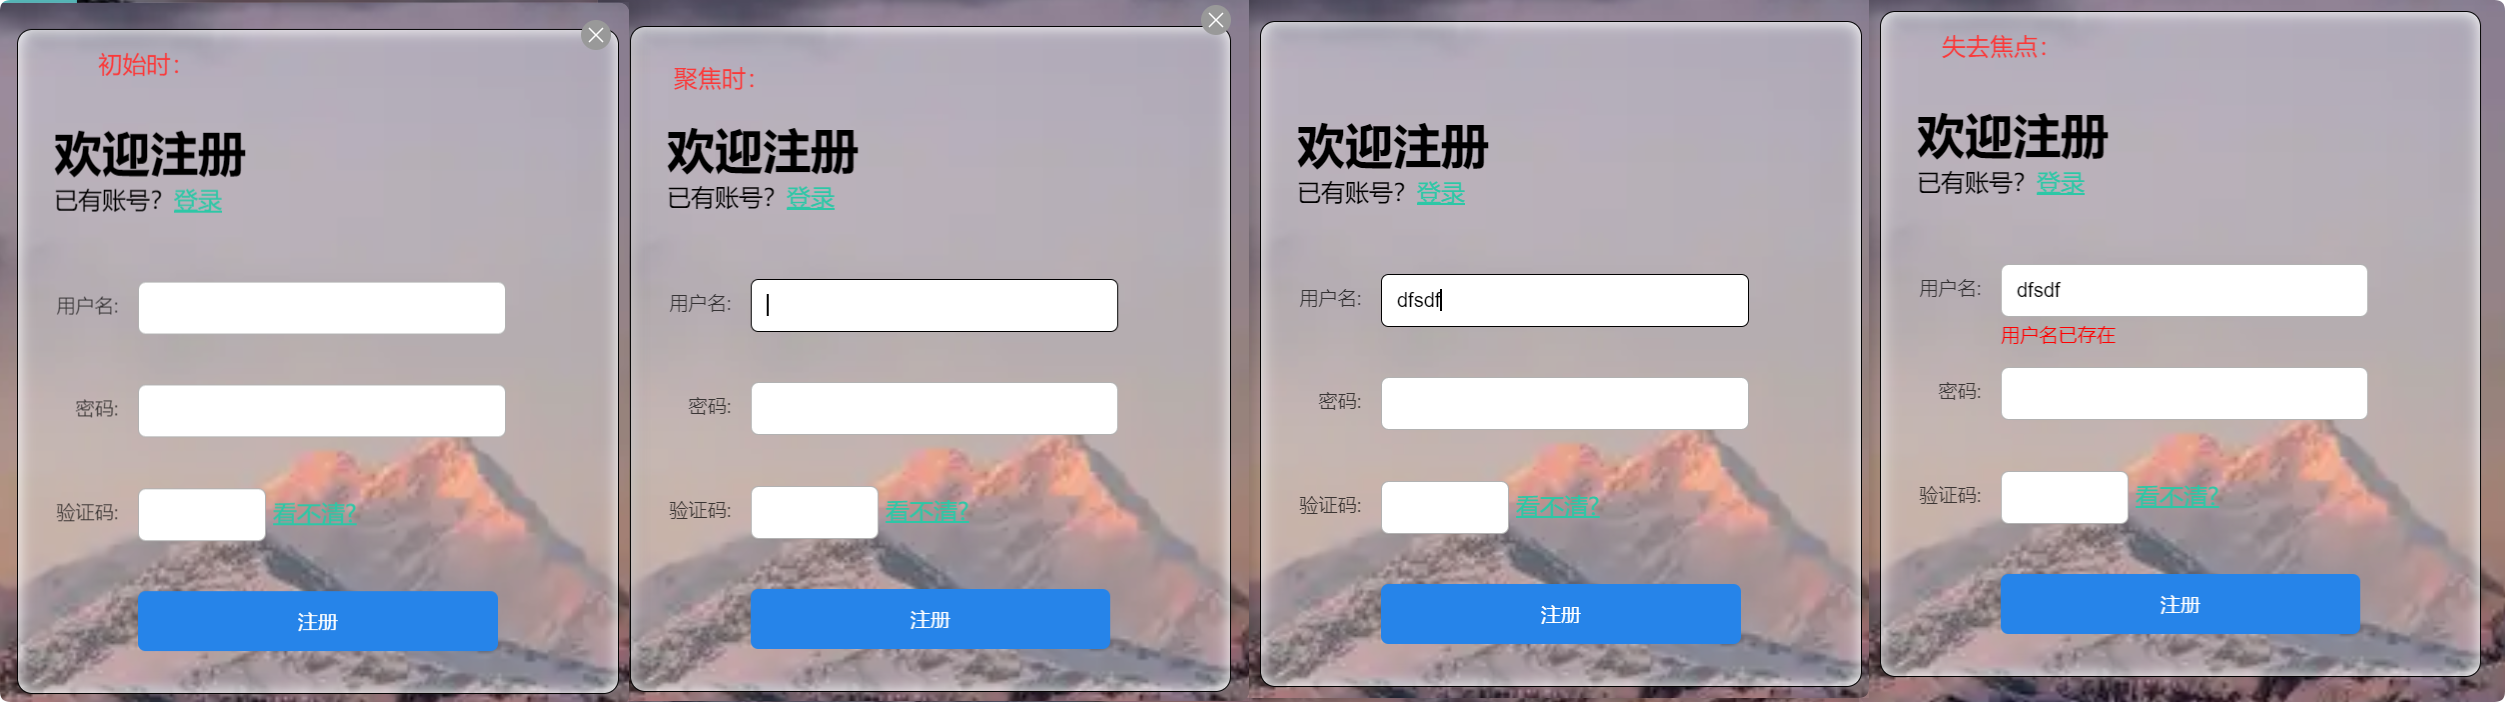 初始时：
欢迎注册
已有账号？登录
用户名:
密码:
验证码:
看不清?
注册
聚焦时：
欢迎注册
已有账号？登录
用户名:
密码:
验证码:
看不清?
注册
欢迎注册
已有账号？登录
用户名:
dfsdf
密码:
验证码:
看不清?
注册
失去焦点：
欢迎注册
已有账号？登录
用户名:
dfsdf
用户名已存在
密码:
验证码:
看不清?
注册